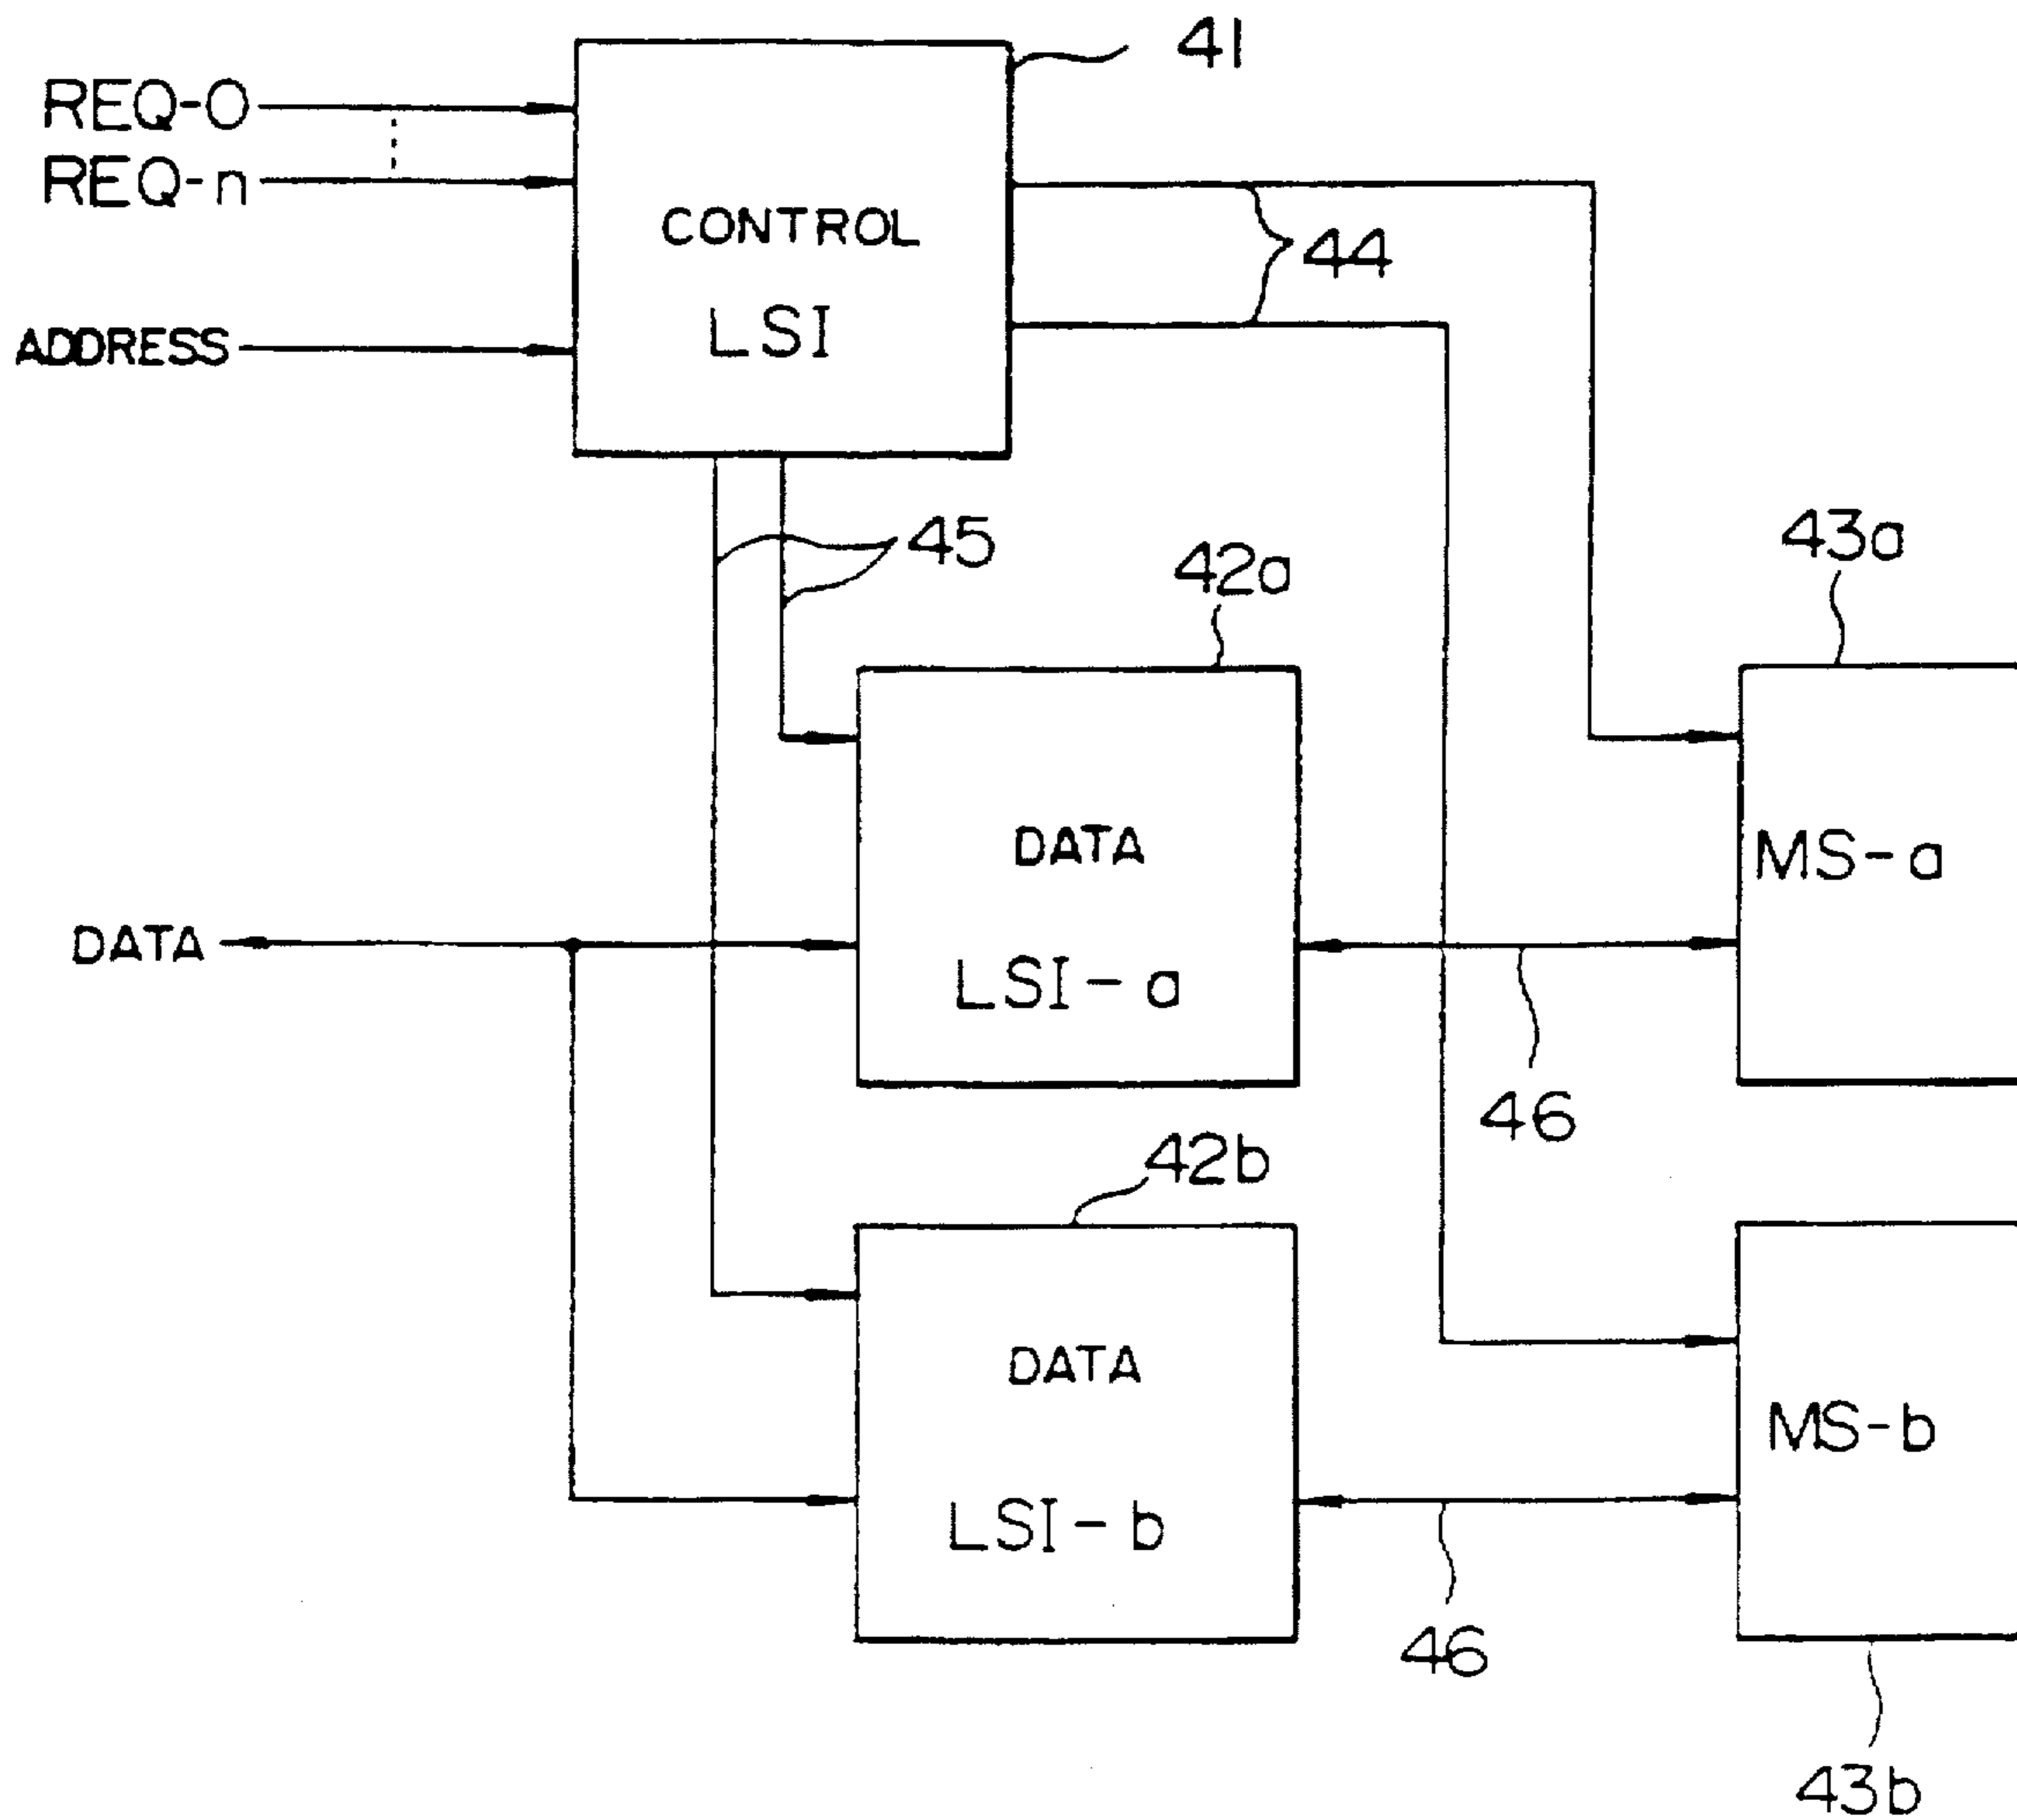 41
REQ-0
REQ-n
CONTROL
LSI
44
ADDRESS
45
42a
43a
DATA
LSI-a
MS-a
DATA
46
42b
DATA
LSI-b
MS-b
46
43b